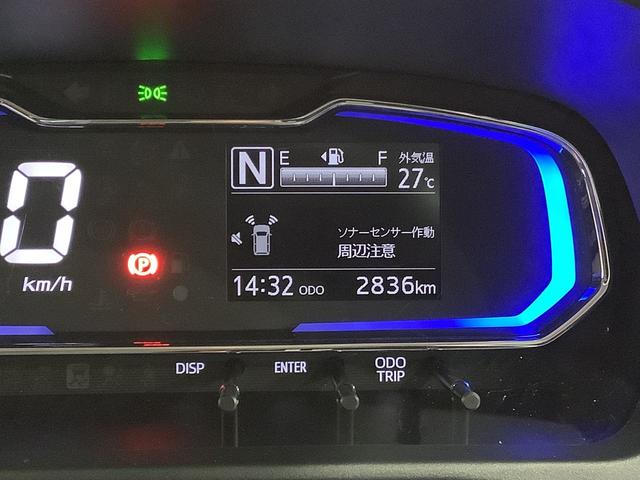 0
km/h
P
N
E F
外気温
27℃
ソナーセンサー作動
周辺注意
14:32 ODO 2836km
DISP
ENTER
ODO
TRIP